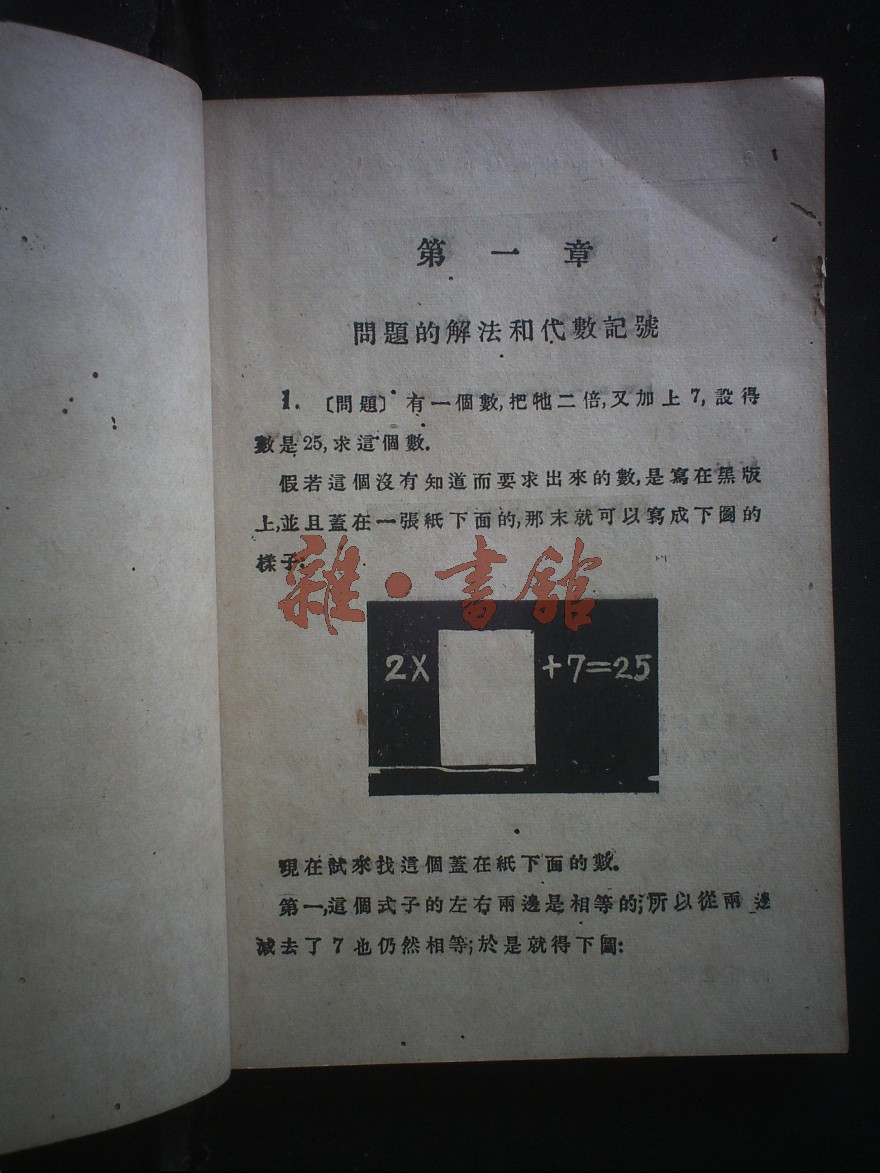 第一章
問題的解法和代數記號
1. 〔問題〕有一個數,把牠二倍,又加上7,設得
數是25,求這個數。
假若這個沒有知道而要求出來的數,是寫在黑版
上,並且蓋在一張紙下面的,那末就可以寫成下圖的
樣子:
雜·書館
2X +7=25
現在試來找這個蓋在紙下面的數。
第一,這個式子的左右兩邊是相等的;所以從兩邊
減去了7也仍然相等;於是就得下圖: